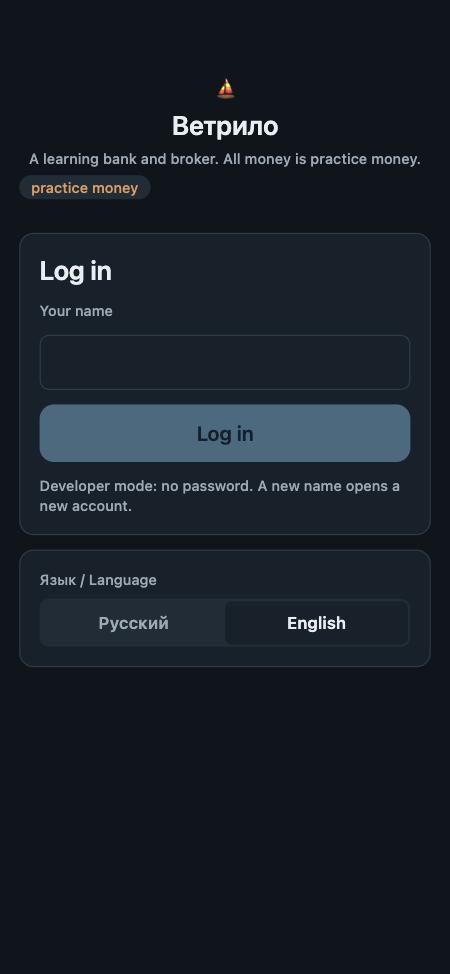 Ветрило
A learning bank and broker. All money is practice money.
practice money
Log in
Your name
Log in
Developer mode: no password. A new name opens a
new account.
Язык / Language
Русский
English